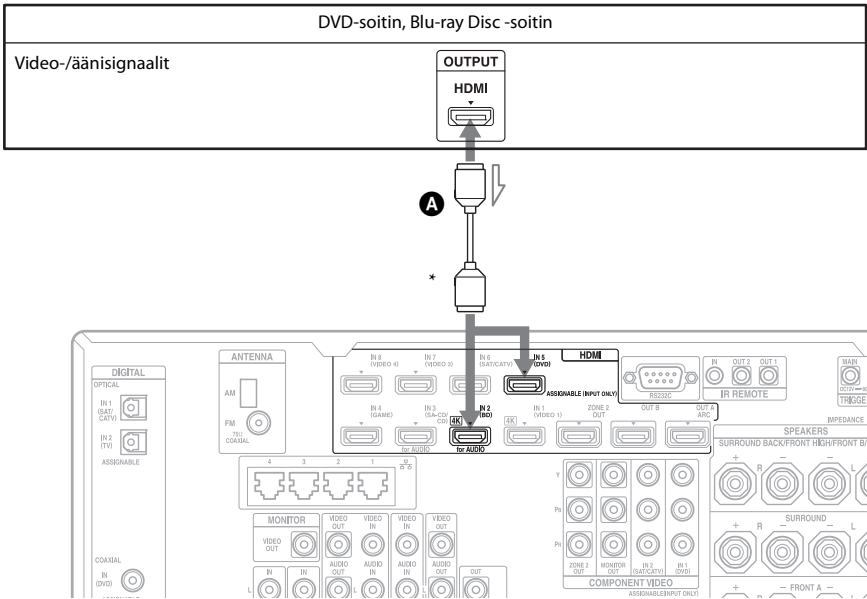 DVD-soitin, Blu-ray Disc -soitin
Video-/äänisignaalit
OUTPUT
HDMI
A
*
DIGITAL
OPTICAL
IN 1
(SAT/
CATV)
IN 2
(TV)
ASSIGNABLE
COAXIAL
IN
(DVD)
ANTENNA
AM
FM
75Ω
COAXIAL
IN 8
(VIDEO 4)
IN 7
(VIDEO 3)
IN 6
(SAT/CATV)
IN 5
(DVD)
HDMI
ASSIGNABLE (INPUT ONLY)
IN 4
(GAME)
IN 3
(SA-CD/
CD)
for AUDIO
4K
IN 2
(BD)
for AUDIO
4K
IN 1
(VIDEO 1)
ZONE 2
OUT
OUT B
OUT A
ARC
RS232C
IN
OUT 2
OUT 1
IR REMOTE
MAIN
TRIGGE
IMPEDANCE
SPEAKERS
SURROUND BACK/FRONT HIGH/FRONT B/
+ − −
R L
SURROUND
+ − −
R L
+ − FRONT A −
4 3 2 1
MONITOR
VIDEO
OUT
VIDEO
OUT
VIDEO
IN
VIDEO
IN
VIDEO
OUT
AUDIO
OUT
AUDIO
IN
AUDIO
IN
AUDIO
OUT
IN
IN
OUT
L
L
L
Y
PB
PR
ZONE 2
OUT
MONITOR
OUT
IN 2
(SAT/CATV)
IN 1
(DVD)
COMPONENT VIDEO
ASSIGNABLE(INPUT ONLY)